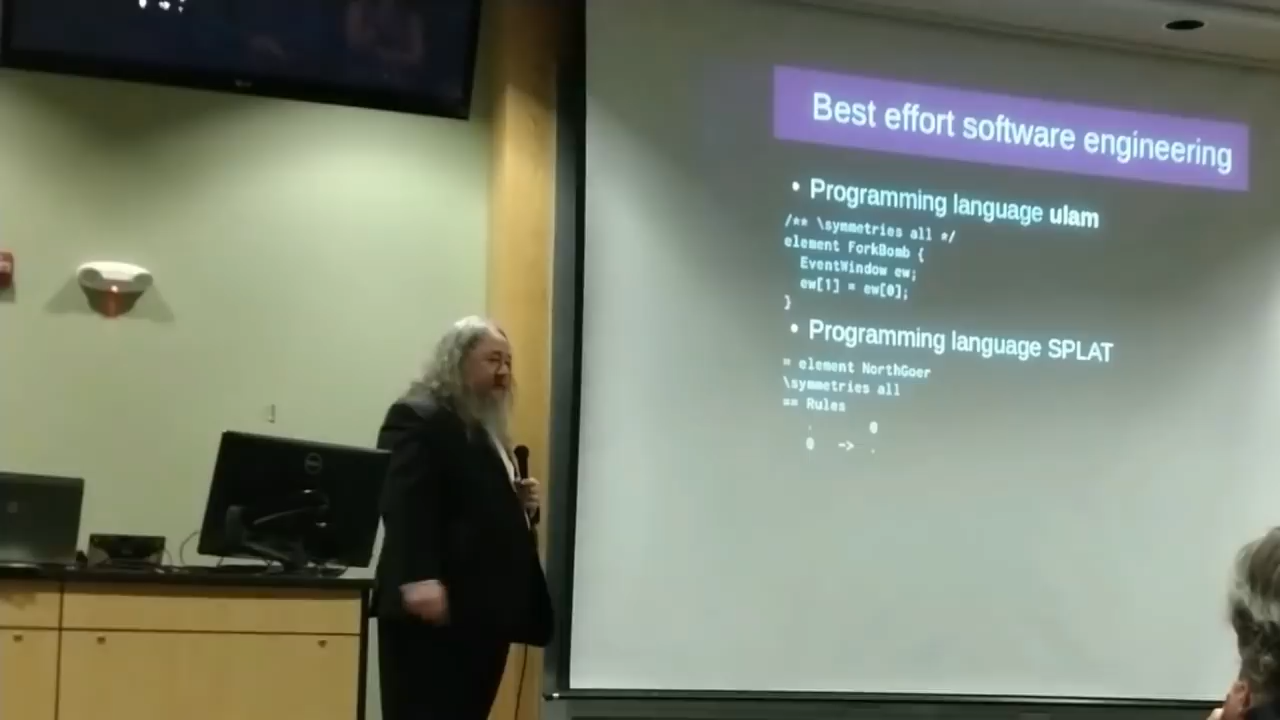 Best effort software engineering
• Programming language ulam
/** \symmetries all */
element ForkBomb {
EventWindow ew;
ew[1] = ew[0];
}
• Programming language SPLAT
= element NorthGoer
\symmetries all
== Rules
. @
@ -> .
DELL